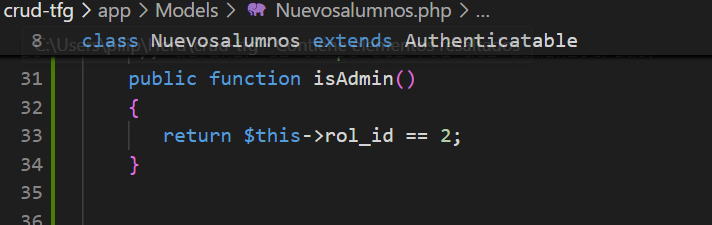 crud-tfg > app > Models > Nuevosalumnos.php > ...
8 class Nuevosalumnos extends Authenticatable
31 public function isAdmin()
32 {
33 return $this->rol_id == 2;
34 }
35
36